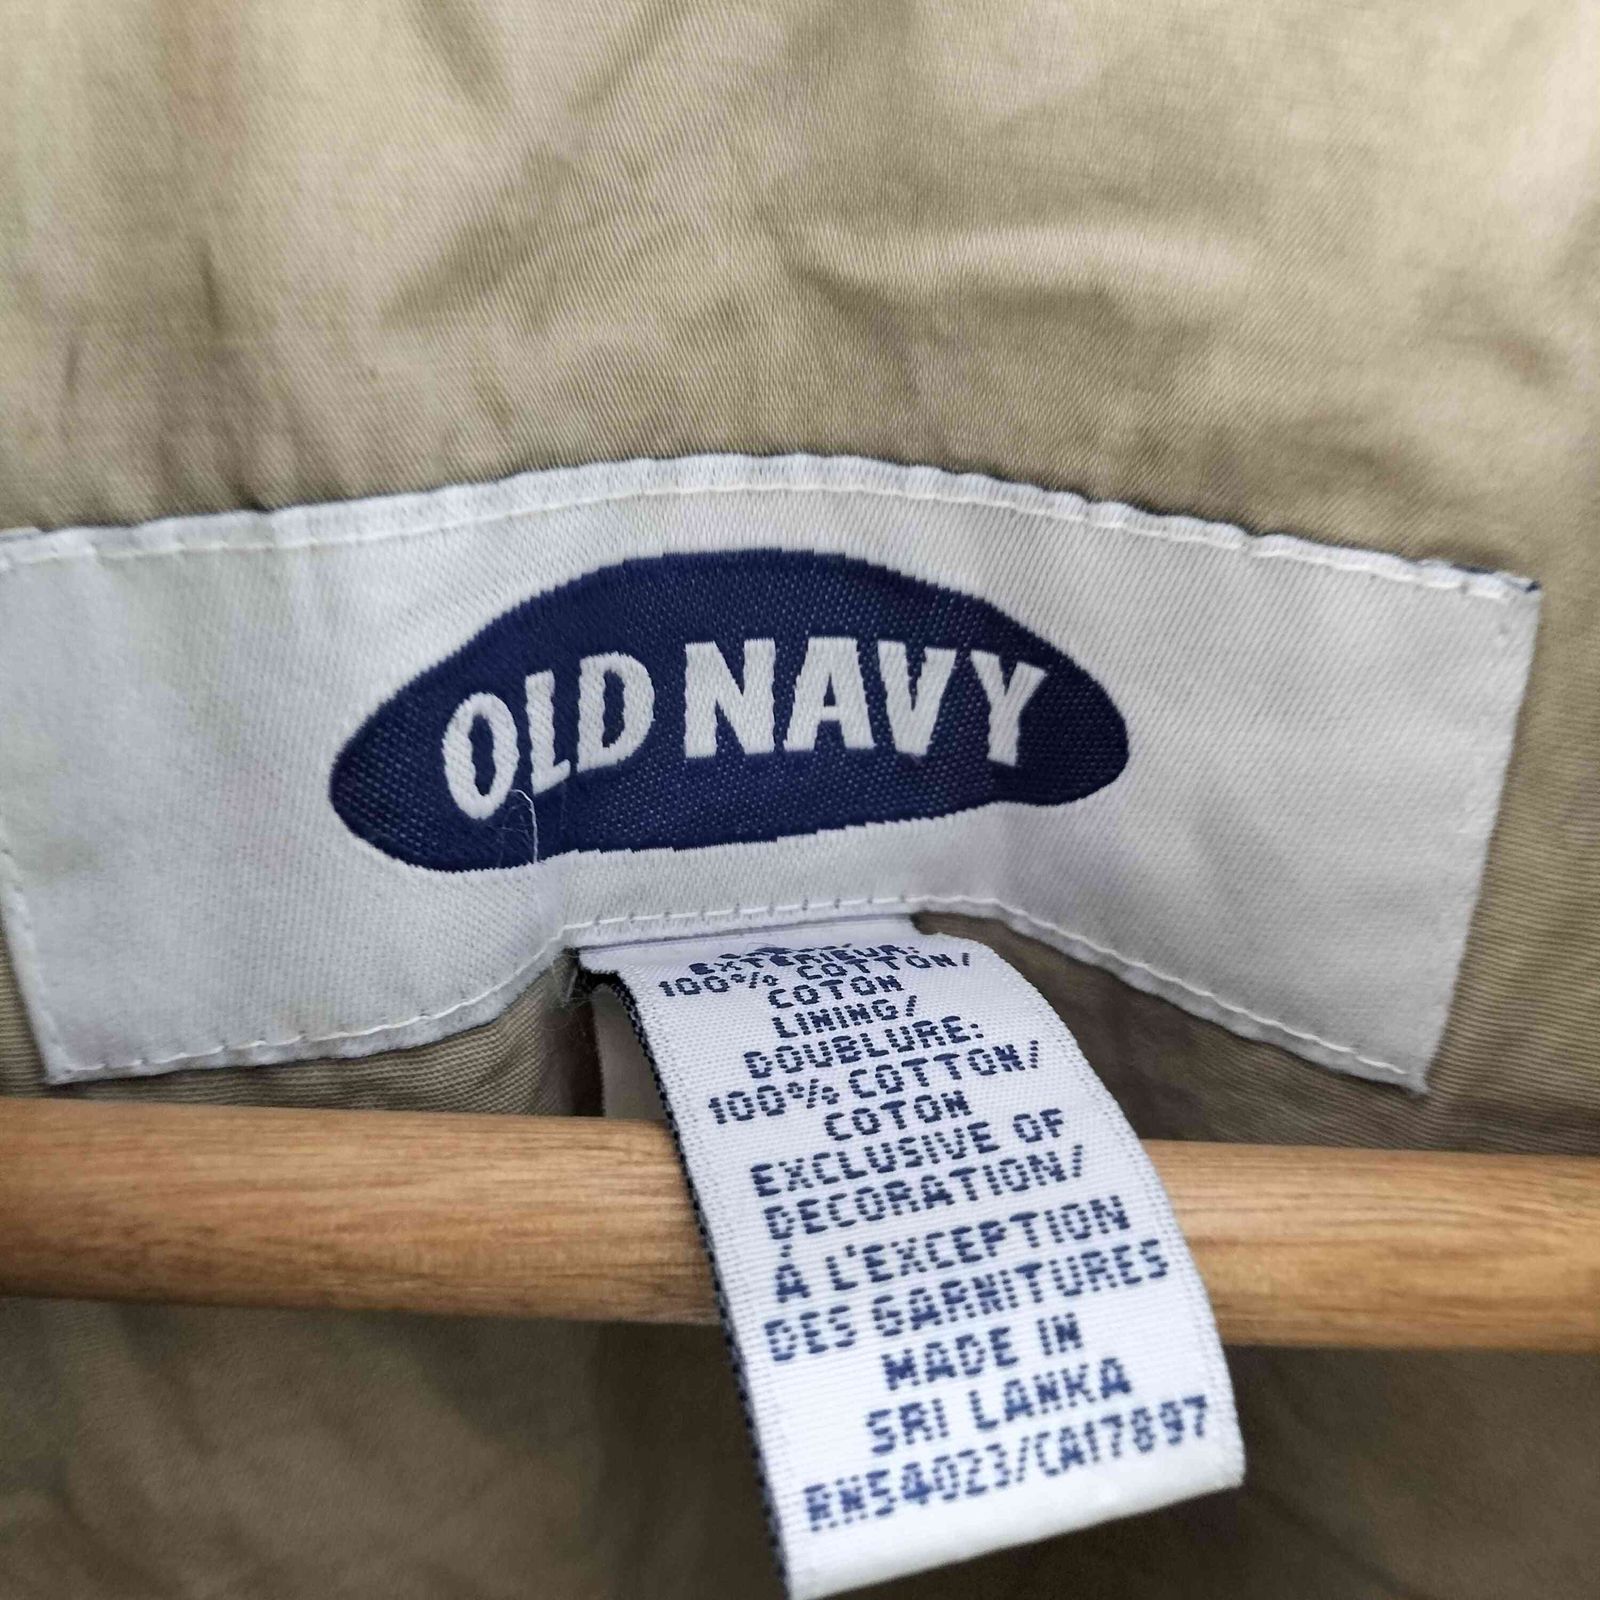 OLD NAVY
EXTÉRIEUR:
100% COTTON/
COTON
LINING/
DOUBLURE:
100% COTTON/
COTON
EXCLUSIVE OF
DECORATION/
À L'EXCEPTION
DES GARNITURES
MADE IN
SRI LANKA
RN54023/CA17897